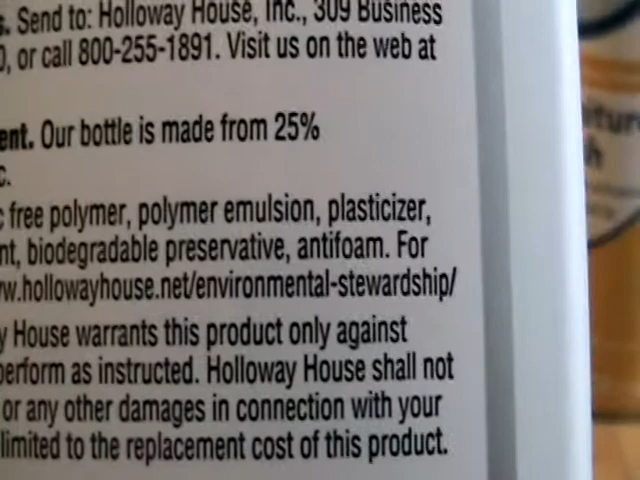 s. Send to: Holloway House, Inc., 309 Business
0, or call 800-255-1891. Visit us on the web at
ent. Our bottle is made from 25%
c.
c free polymer, polymer emulsion, plasticizer,
nt, biodegradable preservative, antifoam. For
ww.hollowayhouse.net/environmental-stewardship/
y House warrants this product only against
perform as instructed. Holloway House shall not
or any other damages in connection with your
limited to the replacement cost of this product.